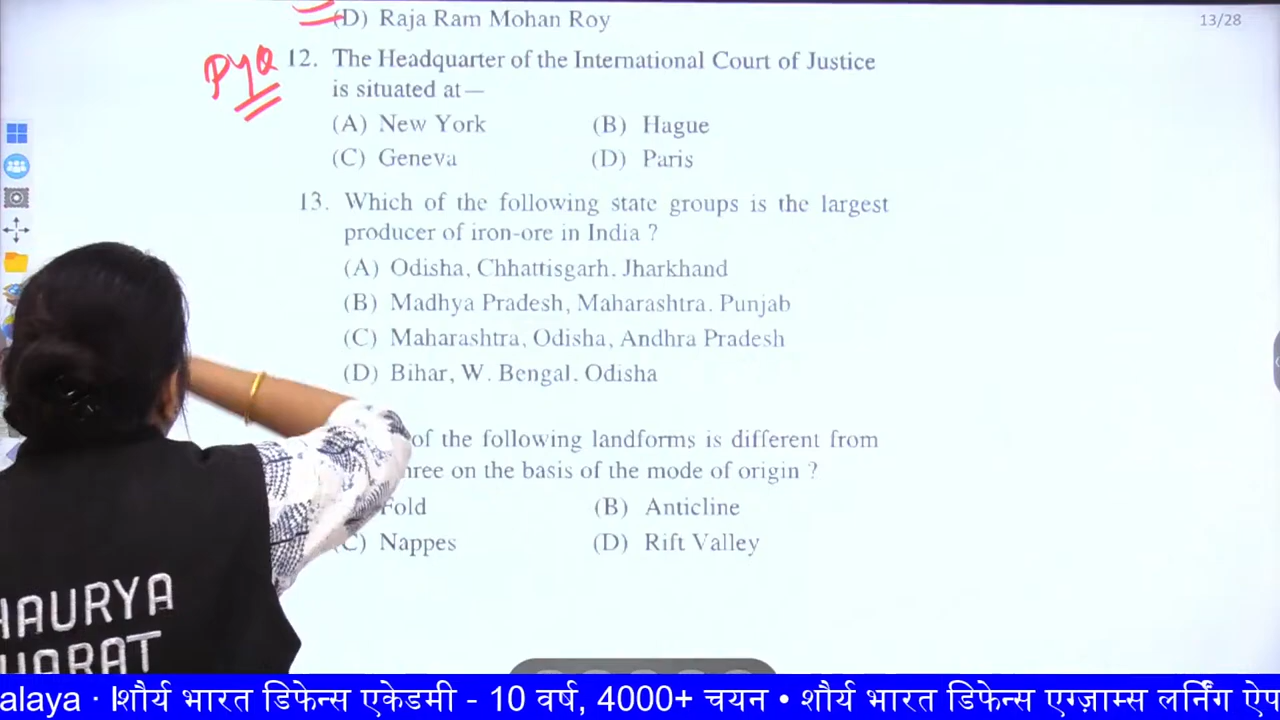 (D) Raja Ram Mohan Roy
13/28
PYQ
12. The Headquarter of the International Court of Justice
is situated at—
(A) New York (B) Hague
(C) Geneva (D) Paris
13. Which of the following state groups is the largest
producer of iron-ore in India ?
(A) Odisha, Chhattisgarh. Jharkhand
(B) Madhya Pradesh, Maharashtra. Punjab
(C) Maharashtra, Odisha, Andhra Pradesh
(D) Bihar, W. Bengal. Odisha
of the following landforms is different from
on the basis of the mode of origin ?
Fold (B) Anticline
C) Nappes (D) Rift Valley
HAURYA
HARAT
alaya · शौर्य भारत डिफेन्स एकेडमी - 10 वर्ष, 4000+ चयन • शौर्य भारत डिफेन्स एग्ज़ाम्स लर्निंग ऐप